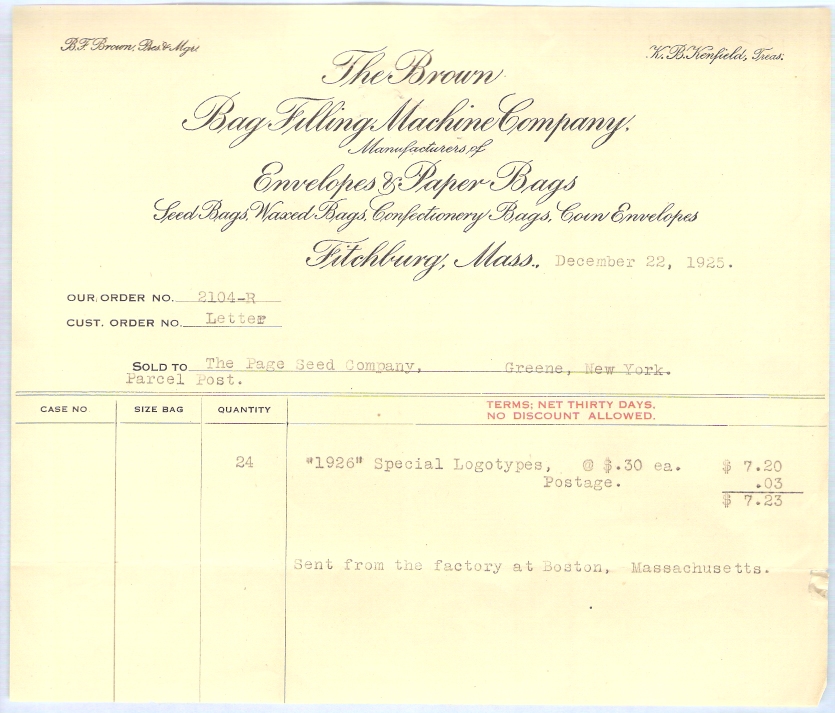 B.F. Brown, Pres. & Mgr.
K. B. Kenfield, Treas.
The Brown
Bag Filling Machine Company.
Manufacturers of
Envelopes & Paper Bags
Seed Bags, Waxed Bags, Confectionery Bags, Coin Envelopes
Fitchburg, Mass., December 22, 1925.
OUR ORDER NO. 2104-R
CUST. ORDER NO. Letter
SOLD TO The Page Seed Company, Greene, New York.
Parcel Post.
CASE NO SIZE BAG QUANTITY TERMS; NET THIRTY DAYS.
NO DISCOUNT ALLOWED.
24 "1926" Special Logotypes, @ $.30 ea. $ 7.20
Postage. .03
$ 7.23
Sent from the factory at Boston, Massachusetts.